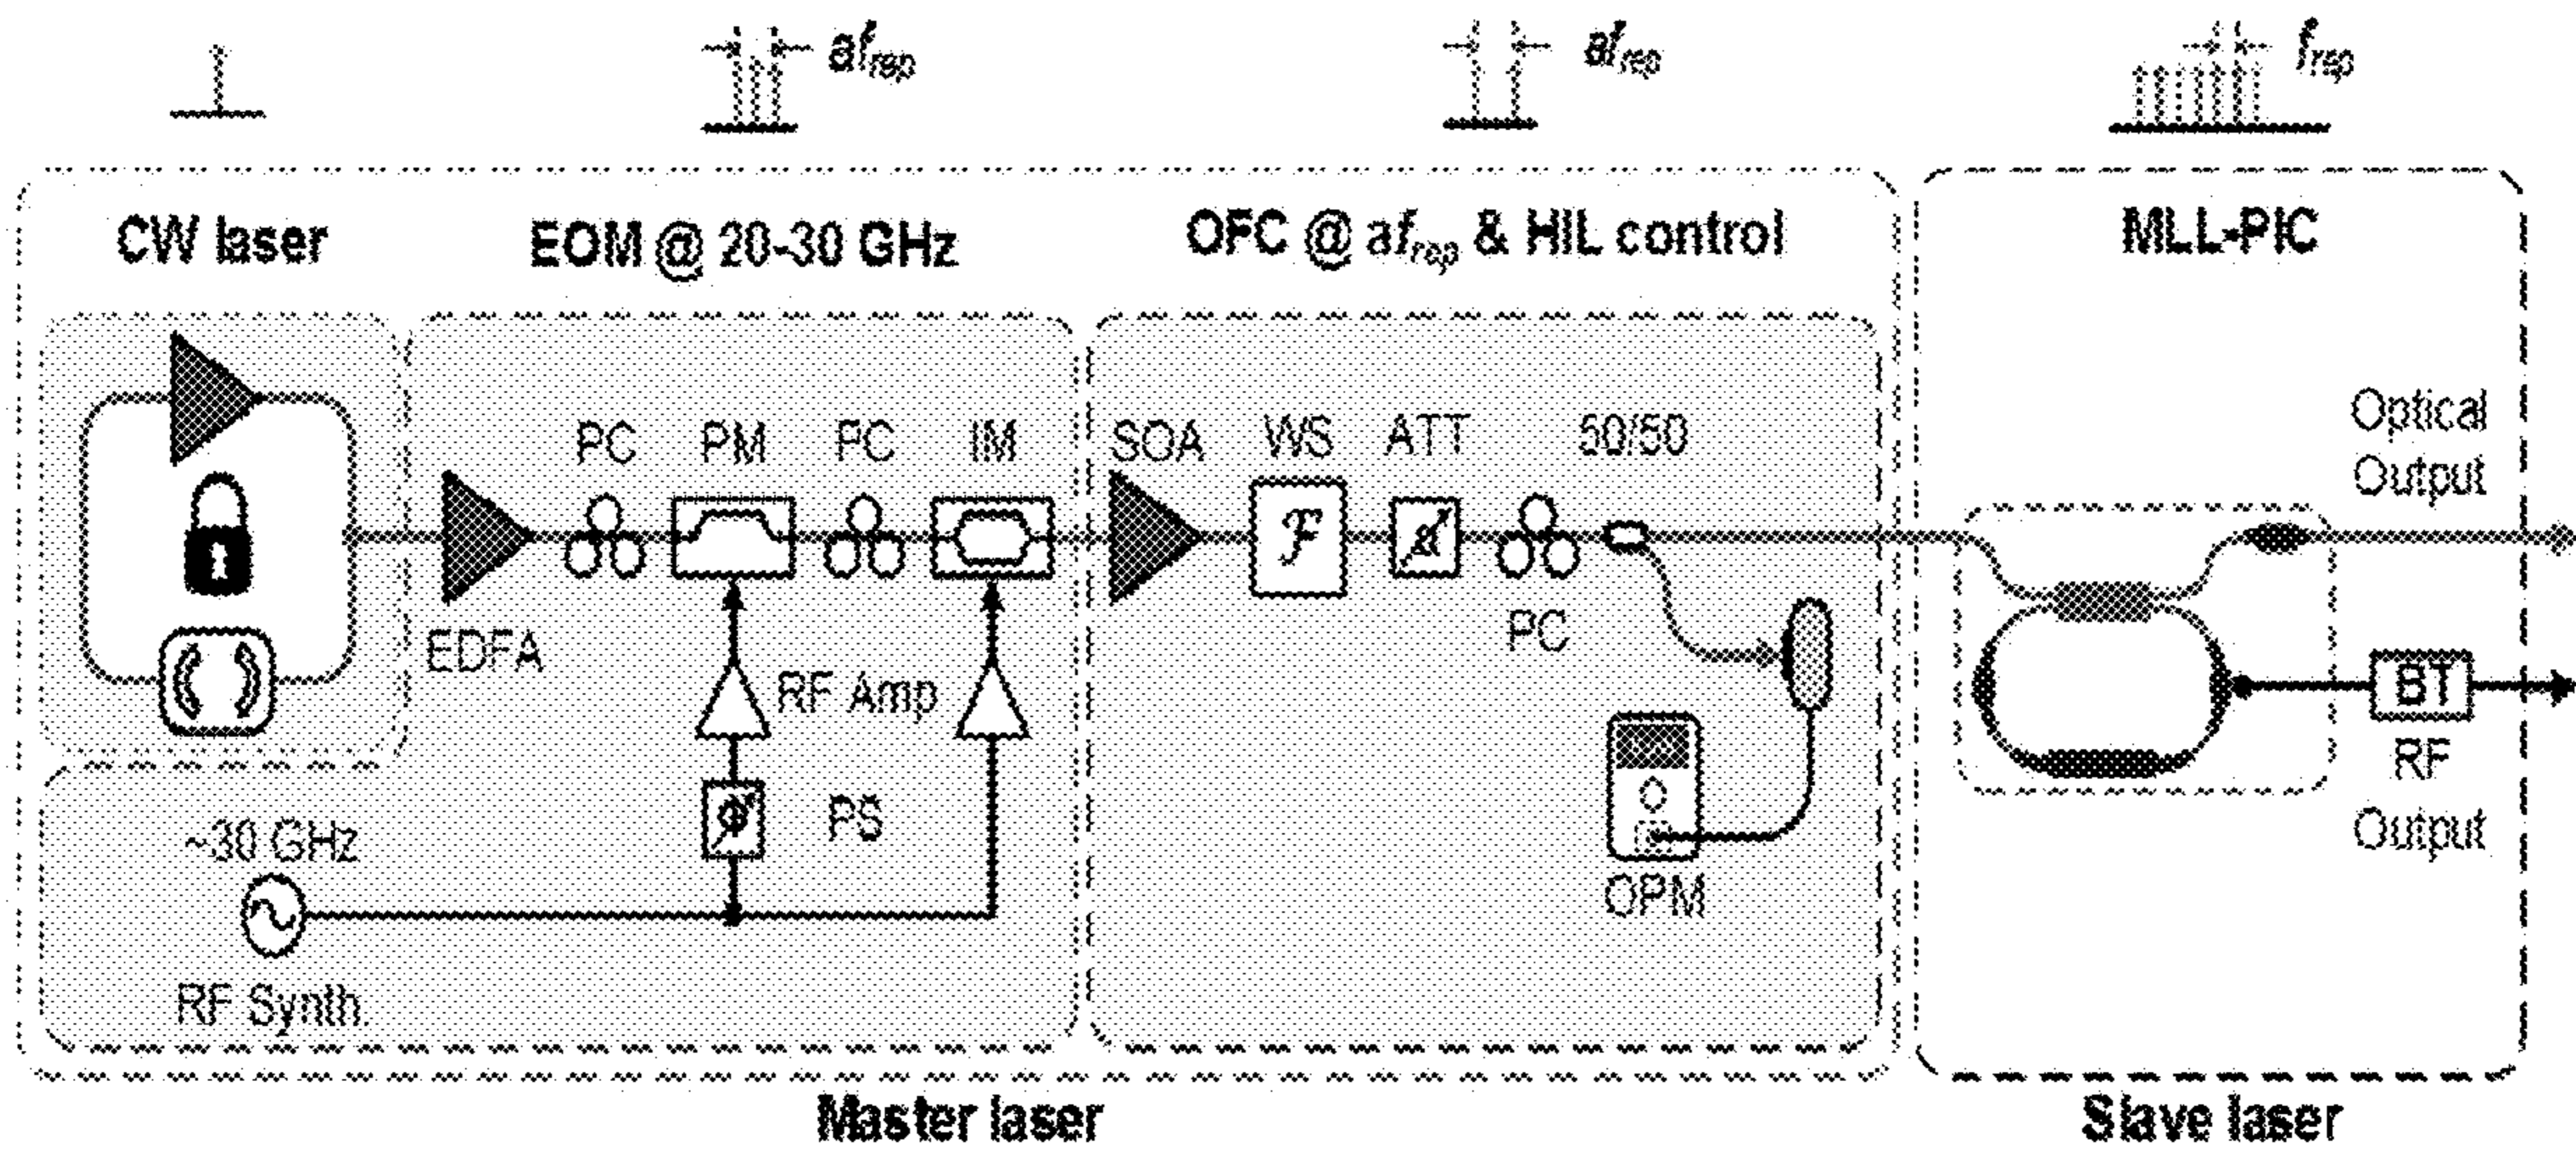 af_rep
af_rep
f_rep
CW laser
EOM @ 20-30 GHz
OFC @ af_rep & HIL control
MLL-PIC
PC
PM
PC
IM
SOA
WS
ATT
50/50
Optical
Output
ℱ
a
EDFA
PC
RF Amp
BT
RF
Output
PS
Φ
~30 GHz
OPM
RF Synth.
Master laser
Slave laser